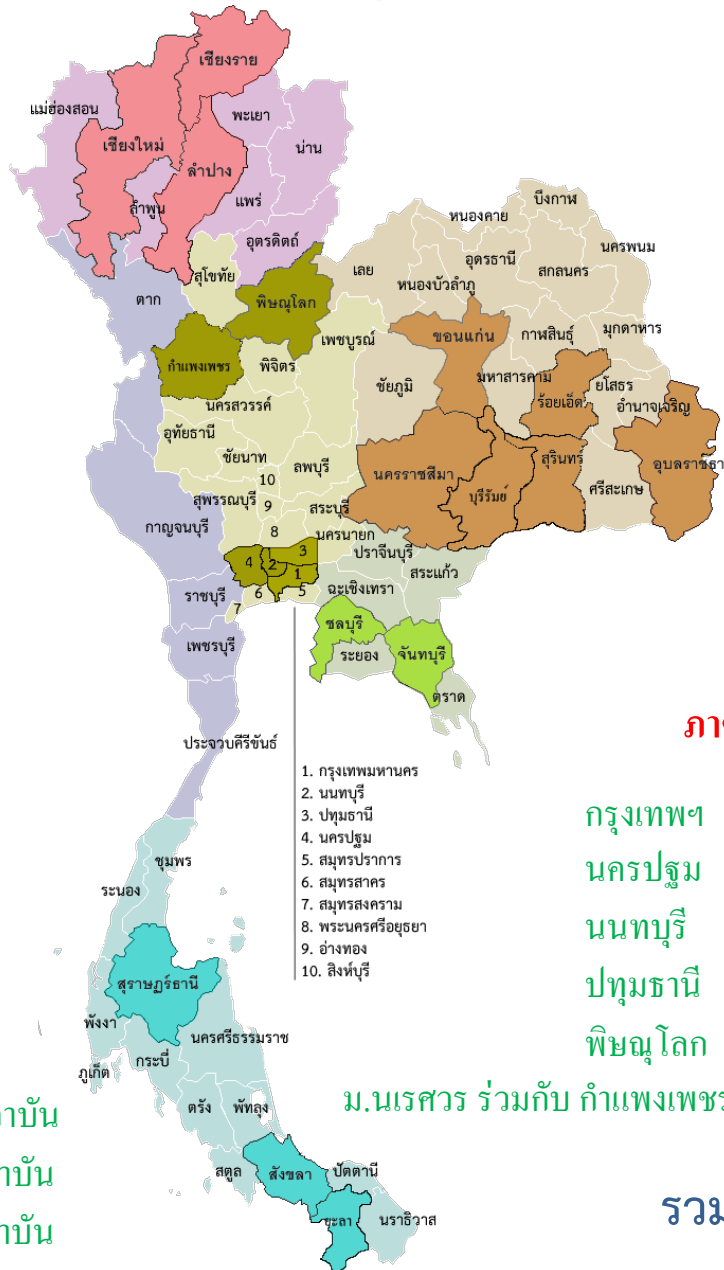 เชียงราย
แม่ฮ่องสอน
พะเยา
เชียงใหม่
น่าน
ลำปาง
แพร่
ลำพูน
อุตรดิตถ์
บึงกาฬ
หนองคาย
นครพนม
อุดรธานี
สกลนคร
เลย
หนองบัวลำภู
สุโขทัย
ตาก
พิษณุโลก
เพชรบูรณ์
ขอนแก่น
กาฬสินธุ์
มุกดาหาร
กำแพงเพชร
พิจิตร
ชัยภูมิ
มหาสารคาม
ร้อยเอ็ด
ยโสธร
อำนาจเจริญ
นครสวรรค์
อุทัยธานี
ชัยนาท
ลพบุรี
นครราชสีมา
บุรีรัมย์
สุรินทร์
ศรีสะเกษ
อุบลราชธา
10
สุพรรณบุรี
9
สระบุรี
กาญจนบุรี
8
นครนายก
ปราจีนบุรี
สระแก้ว
4
2
3
1
ราชบุรี
7
6
5
ฉะเชิงเทรา
ชลบุรี
เพชรบุรี
ระยอง
จันทบุรี
ตราด
ประจวบคีรีขันธ์
1. กรุงเทพมหานคร
2. นนทบุรี
3. ปทุมธานี
4. นครปฐม
5. สมุทรปราการ
6. สมุทรสาคร
7. สมุทรสงคราม
8. พระนครศรีอยุธยา
9. อ่างทอง
10. สิงห์บุรี
ชุมพร
ระนอง
สุราษฎร์ธานี
พังงา
นครศรีธรรมราช
กระบี่
ภูเก็ต
ตรัง
พัทลุง
สตูล
สงขลา
ปัตตานี
ยะลา
นราธิวาส
กรุงเทพฯ
นครปฐม
นนทบุรี
ปทุมธานี
พิษณุโลก
ม.นเรศวร ร่วมกับ กำแพงเพชร
าบัน
าบัน
าบัน
รวม